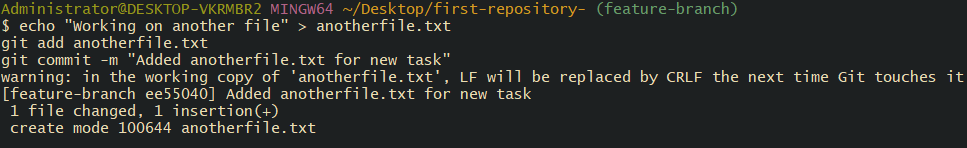 Administrator@DESKTOP-VKRMBR2 MINGW64 ~/Desktop/first-repository- (feature-branch)
$ echo "Working on another file" > anotherfile.txt
git add anotherfile.txt
git commit -m "Added anotherfile.txt for new task"
warning: in the working copy of 'anotherfile.txt', LF will be replaced by CRLF the next time Git touches it
[feature-branch ee55040] Added anotherfile.txt for new task
 1 file changed, 1 insertion(+)
 create mode 100644 anotherfile.txt